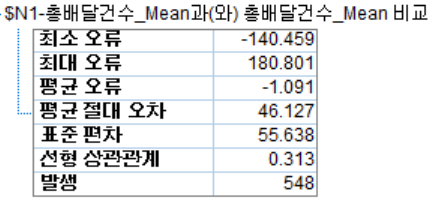 $N1-총배달건수_Mean과(와) 총배달건수_Mean 비교
최소 오류 -140.459
최대 오류 180.801
평균 오류 -1.091
평균 절대 오차 46.127
표준 편차 55.638
선형 상관관계 0.313
발생 548